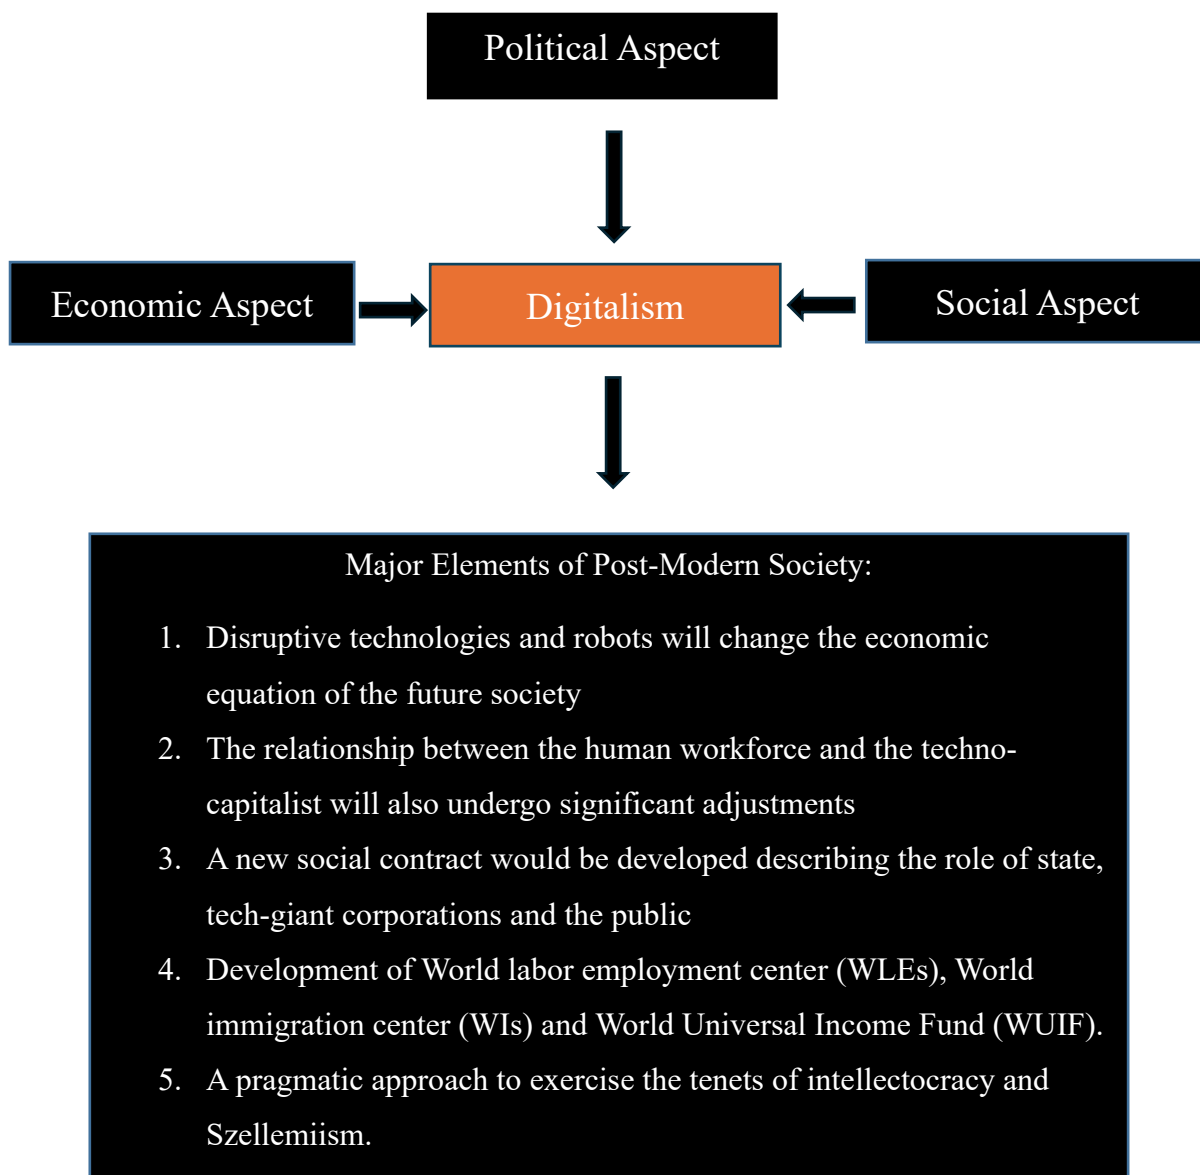 Political Aspect
Economic Aspect
Digitalism
Social Aspect
Major Elements of Post-Modern Society:
1. Disruptive technologies and robots will change the economic
equation of the future society
2. The relationship between the human workforce and the techno-
capitalist will also undergo significant adjustments
3. A new social contract would be developed describing the role of state,
tech-giant corporations and the public
4. Development of World labor employment center (WLEs), World
immigration center (WIs) and World Universal Income Fund (WUIF).
5. A pragmatic approach to exercise the tenets of intellectocracy and
Szellemiism.